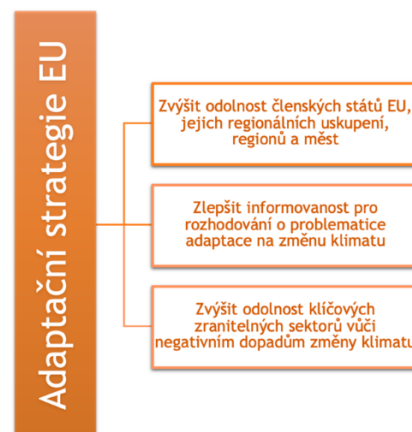 Adaptační strategie EU
Zvýšit odolnost členských států EU,
jejich regionálních uskupení,
regionů a měst
Zlepšit informovanost pro
rozhodování o problematice
adaptace na změnu klimatu
Zvýšit odolnost klíčových
zranitelných sektorů vůči
negativním dopadům změny klimatu